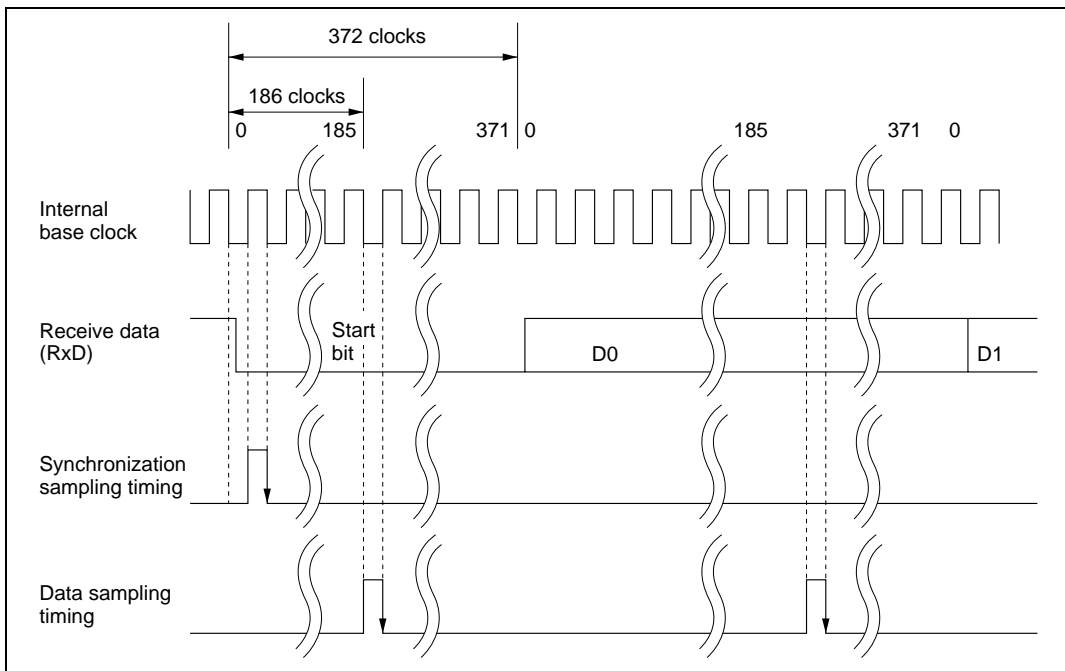 372 clocks
186 clocks
0 185 371 0 185 371 0
Internal
base clock
Receive data
(RxD)
Start
bit
D0
D1
Synchronization
sampling timing
Data sampling
timing